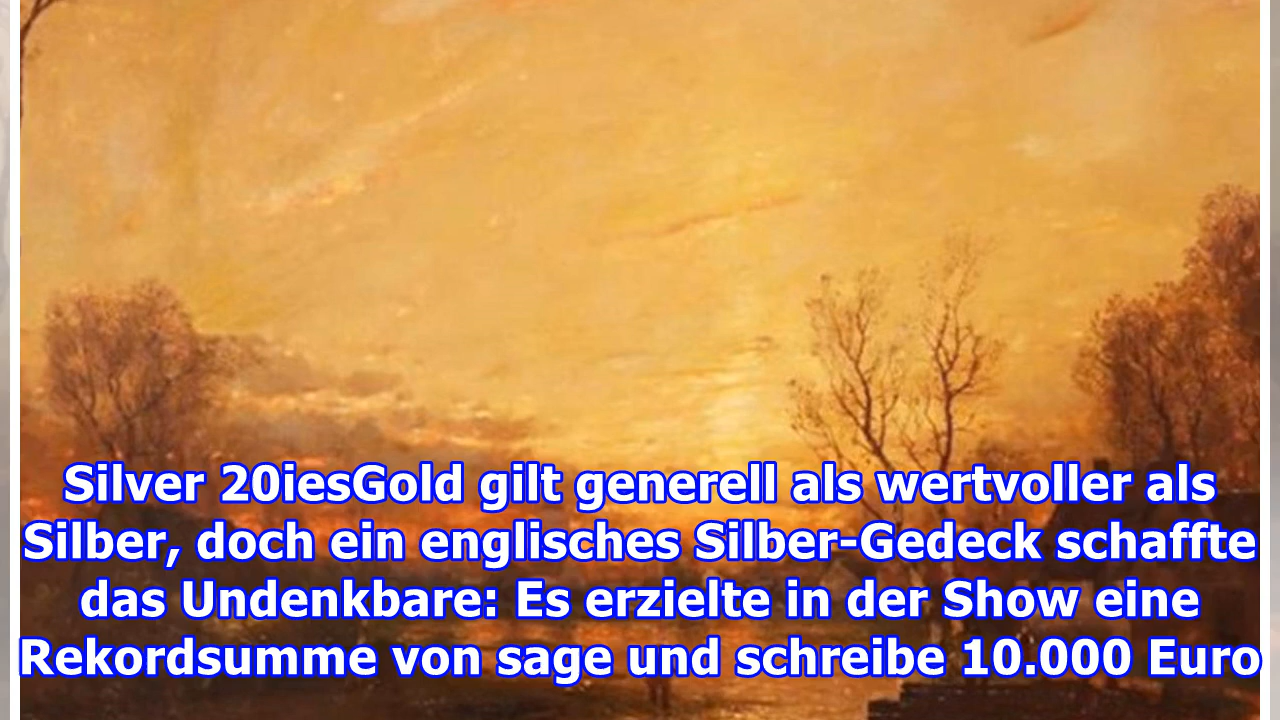 Silver 20iesGold gilt generell als wertvoller als
Silber, doch ein englisches Silber-Gedeck schaffte
das Undenkbare: Es erzielte in der Show eine
Rekordsumme von sage und schreibe 10.000 Euro